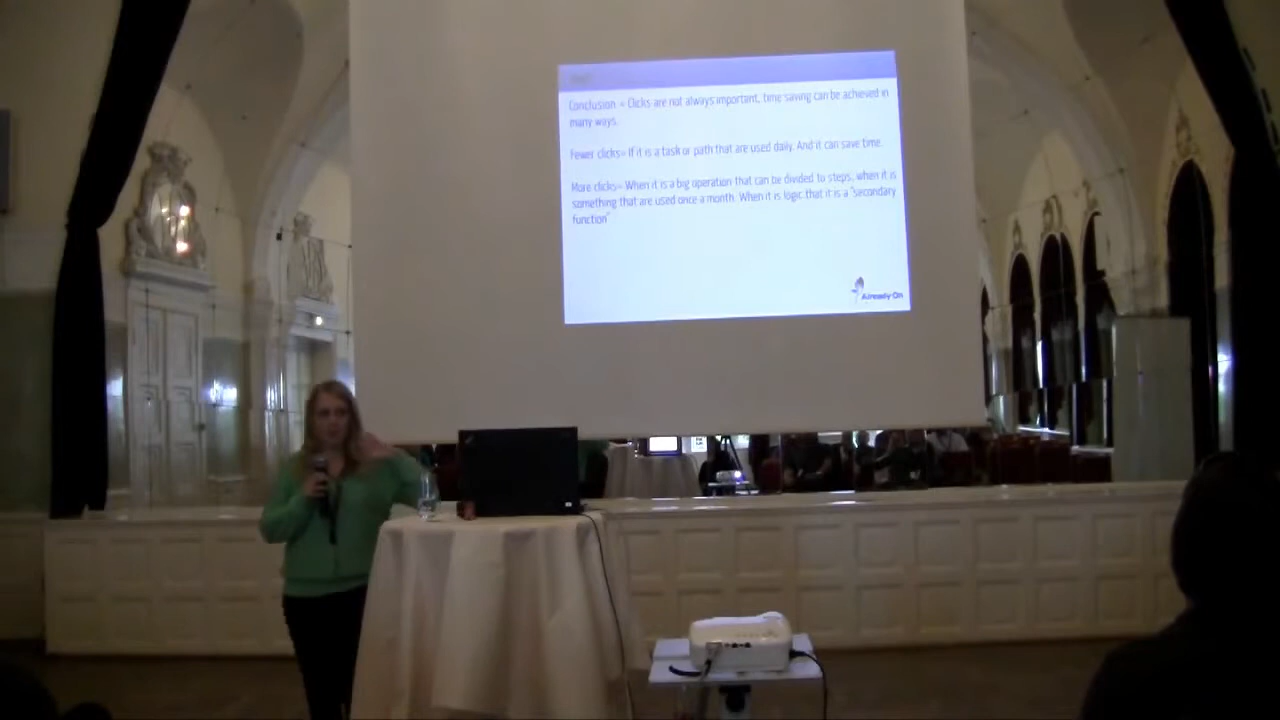 Conclusion = Clicks are not always important, time saving can be achieved in
many ways.
Fewer clicks= If it is a task or path that are used daily. And it can save time.
More clicks= When it is a big operation that can be divided to steps, when it is
something that are used once a month. When it is logic that it is a "secondary
function"
Already On